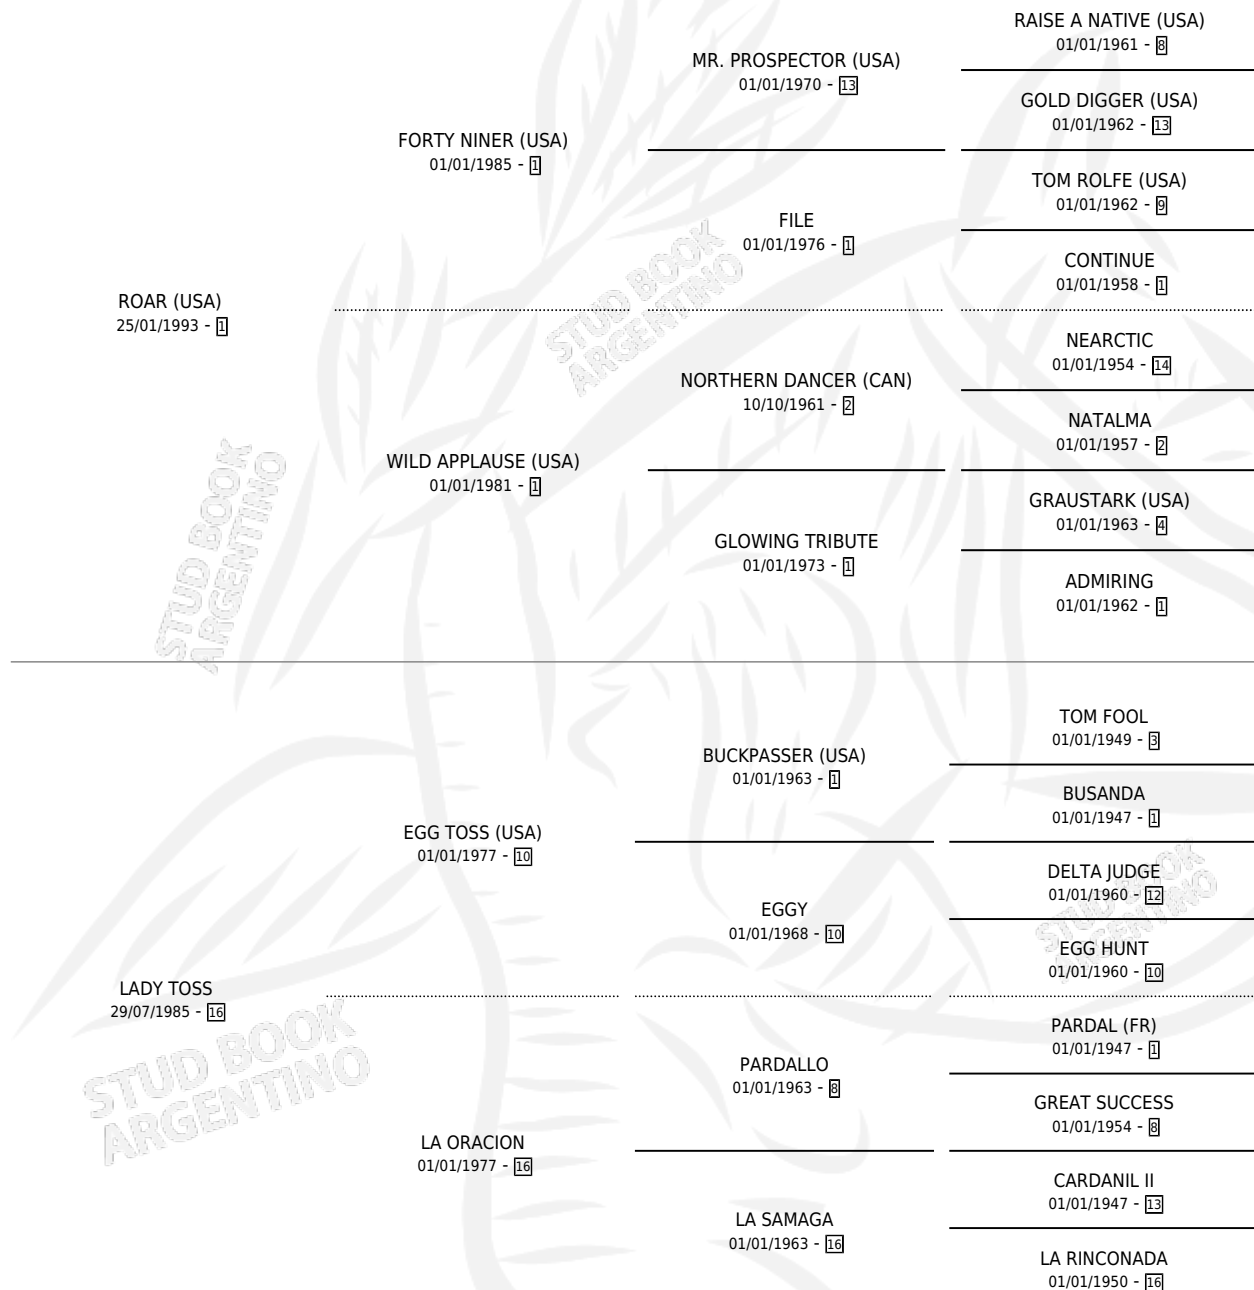 RAISE A NATIVE (USA)
01/01/1961 - 8
MR. PROSPECTOR (USA)
01/01/1970 - 13
GOLD DIGGER (USA)
01/01/1962 - 13
FORTY NINER (USA)
01/01/1985 - 1
TOM ROLFE (USA)
01/01/1962 - 9
FILE
01/01/1976 - 1
CONTINUE
01/01/1958 - 1
ROAR (USA)
25/01/1993 - 1
STUD BOOK
ARGENTINO
NEARCTIC
01/01/1954 - 14
NORTHERN DANCER (CAN)
10/10/1961 - 2
NATALMA
01/01/1957 - 2
WILD APPLAUSE (USA)
01/01/1981 - 1
GRAUSTARK (USA)
01/01/1963 - 4
GLOWING TRIBUTE
01/01/1973 - 1
ADMIRING
01/01/1962 - 1
STUD BOOK
ARGENTINO
TOM FOOL
01/01/1949 - 3
BUCKPASSER (USA)
01/01/1963 - 1
BUSANDA
01/01/1947 - 1
EGG TOSS (USA)
01/01/1977 - 10
DELTA JUDGE
01/01/1960 - 12
EGGY
01/01/1968 - 10
EGG HUNT
01/01/1960 - 10
STUD BOOK
ARGENTINO
LADY TOSS
29/07/1985 - 16
PARDAL (FR)
01/01/1947 - 1
PARDALLO
01/01/1963 - 8
GREAT SUCCESS
01/01/1954 - 8
STUD BOOK
ARGENTINO
LA ORACION
01/01/1977 - 16
CARDANIL II
01/01/1947 - 13
LA SAMAGA
01/01/1963 - 16
LA RINCONADA
01/01/1950 - 16